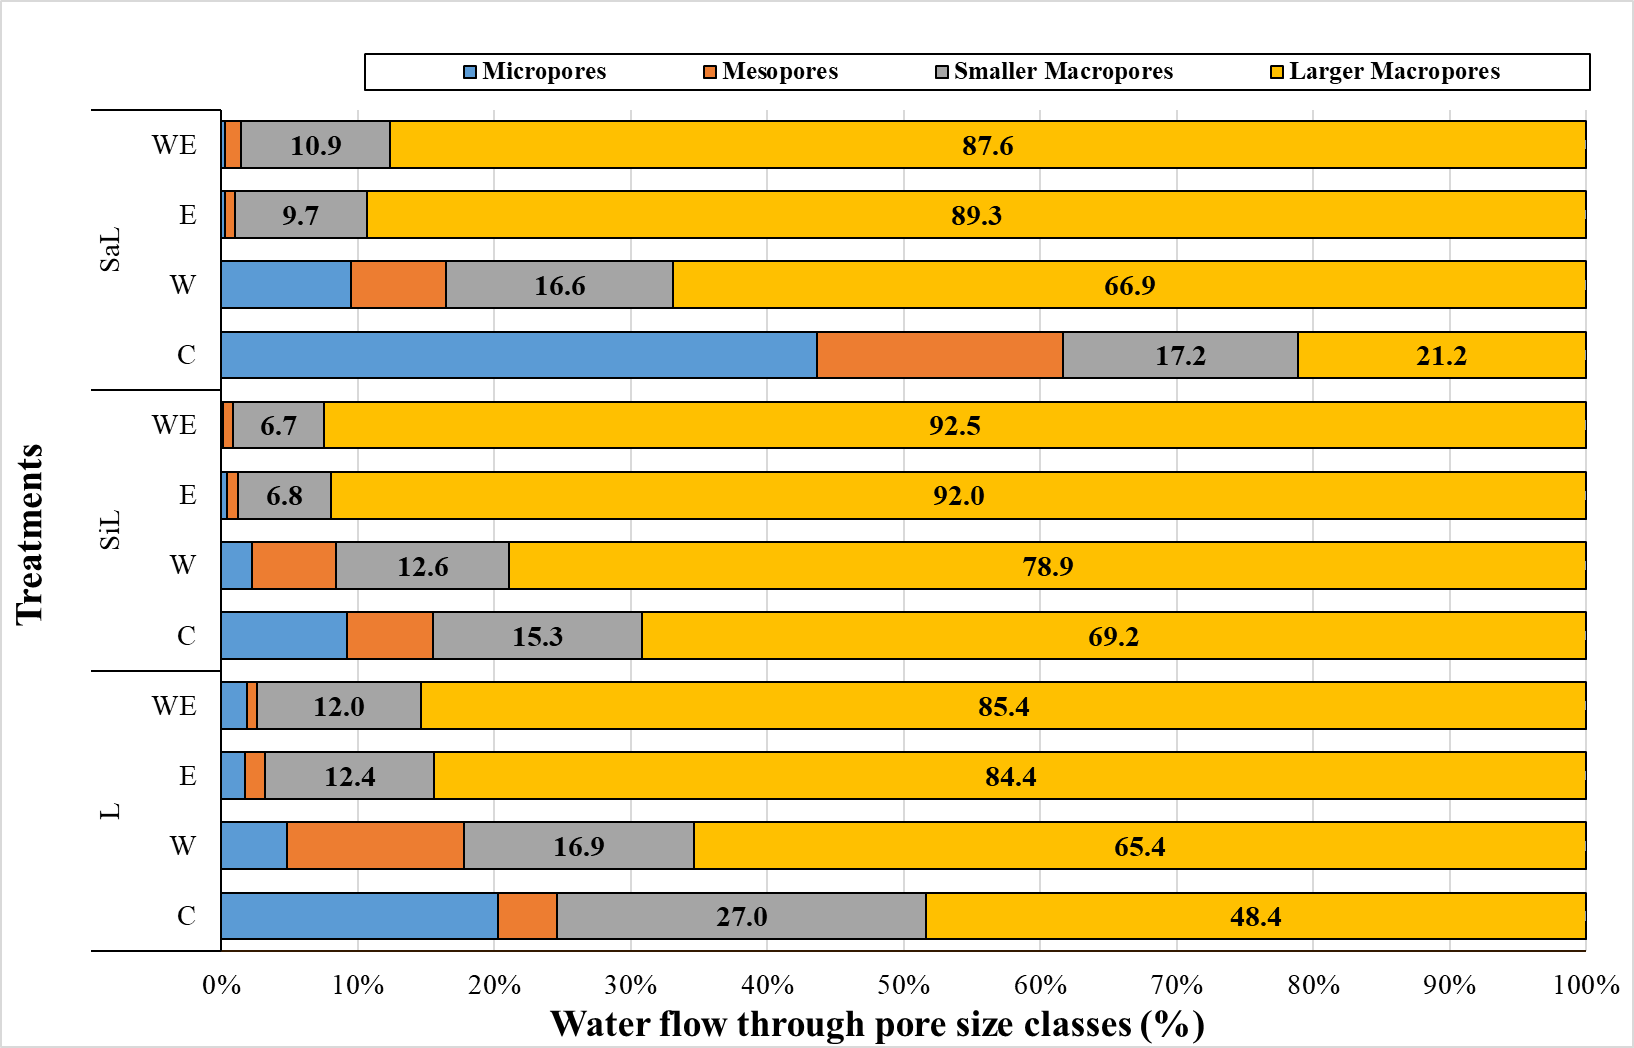 Micropores Mesopores Smaller Macropores Larger Macropores
Treatments
SaL
WE 10.9 87.6
E 9.7 89.3
W 16.6 66.9
C 17.2 21.2
SiL
WE 6.7 92.5
E 6.8 92.0
W 12.6 78.9
C 15.3 69.2
L
WE 12.0 85.4
E 12.4 84.4
W 16.9 65.4
C 27.0 48.4
0% 10% 20% 30% 40% 50% 60% 70% 80% 90% 100%
Water flow through pore size classes (%)